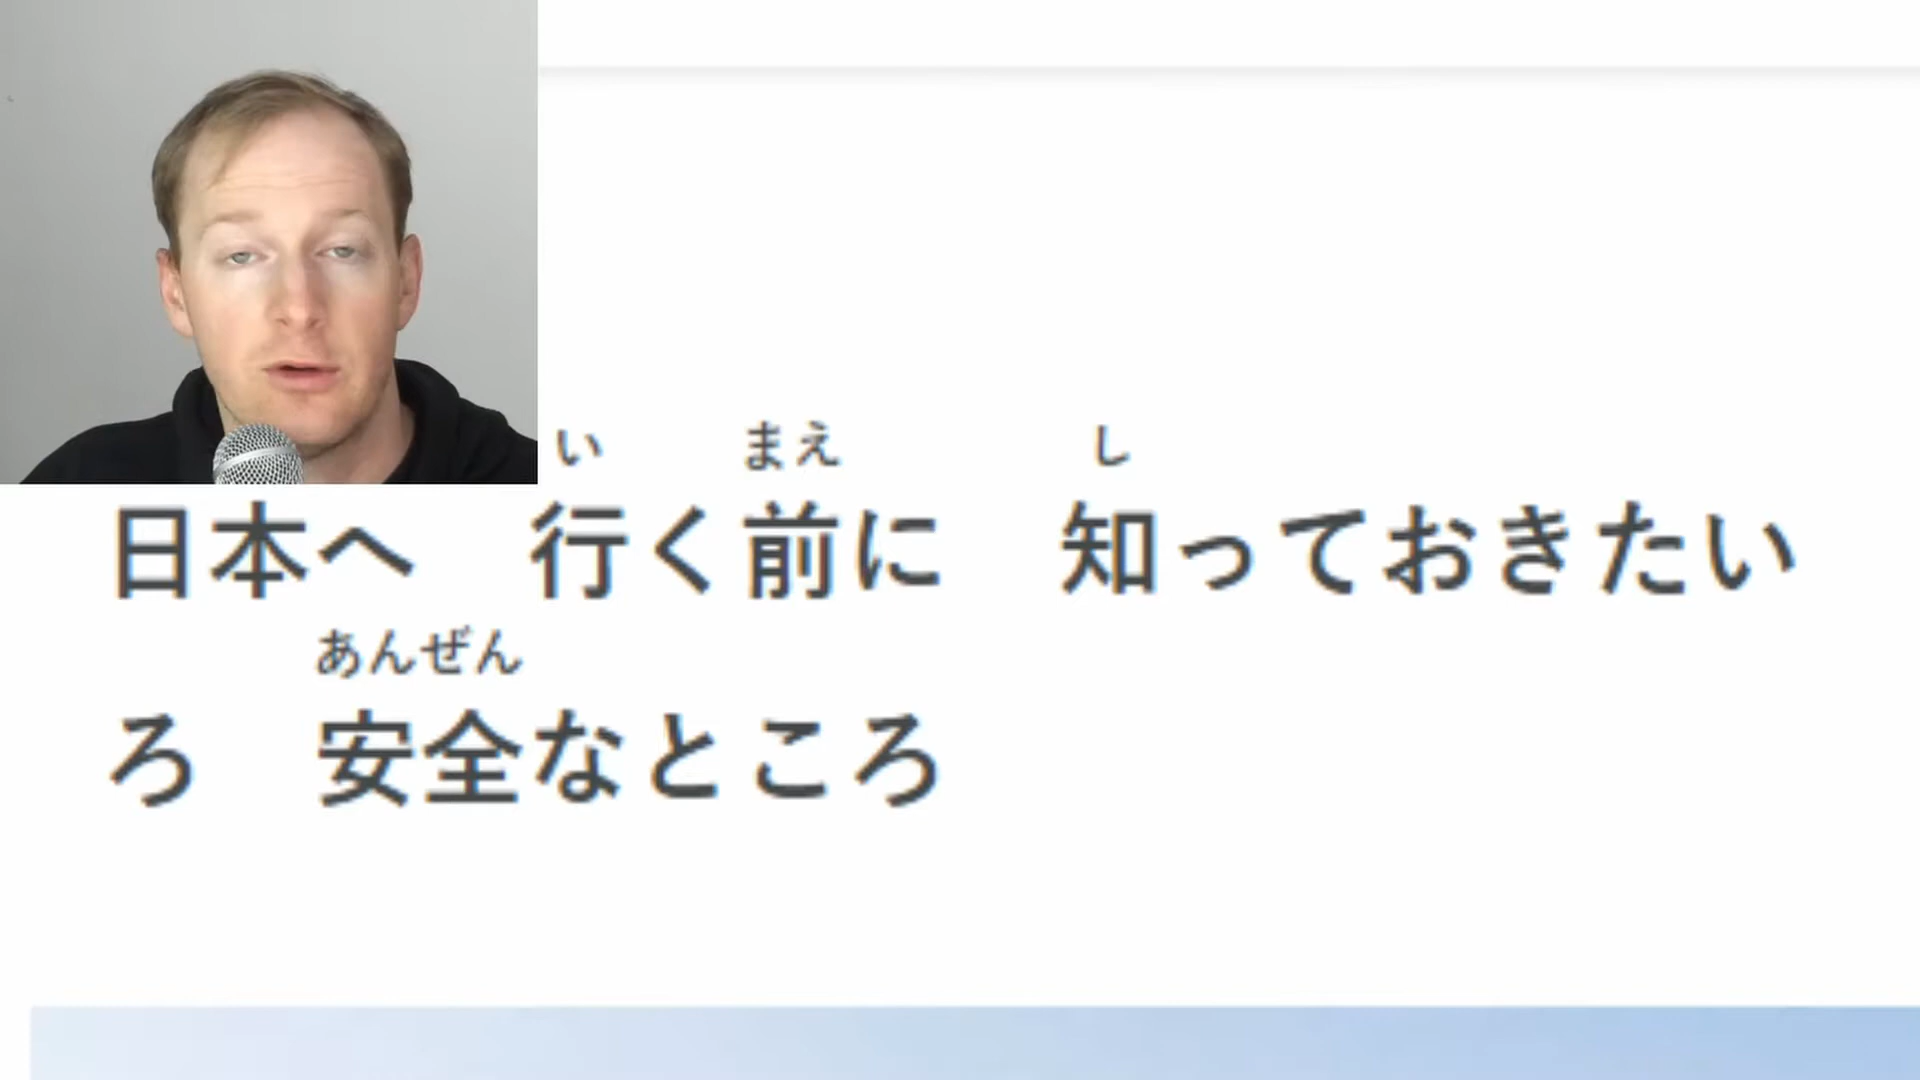 い まえ し
日本へ 行く前に 知っておきたい
あんぜん
ろ 安全なところ